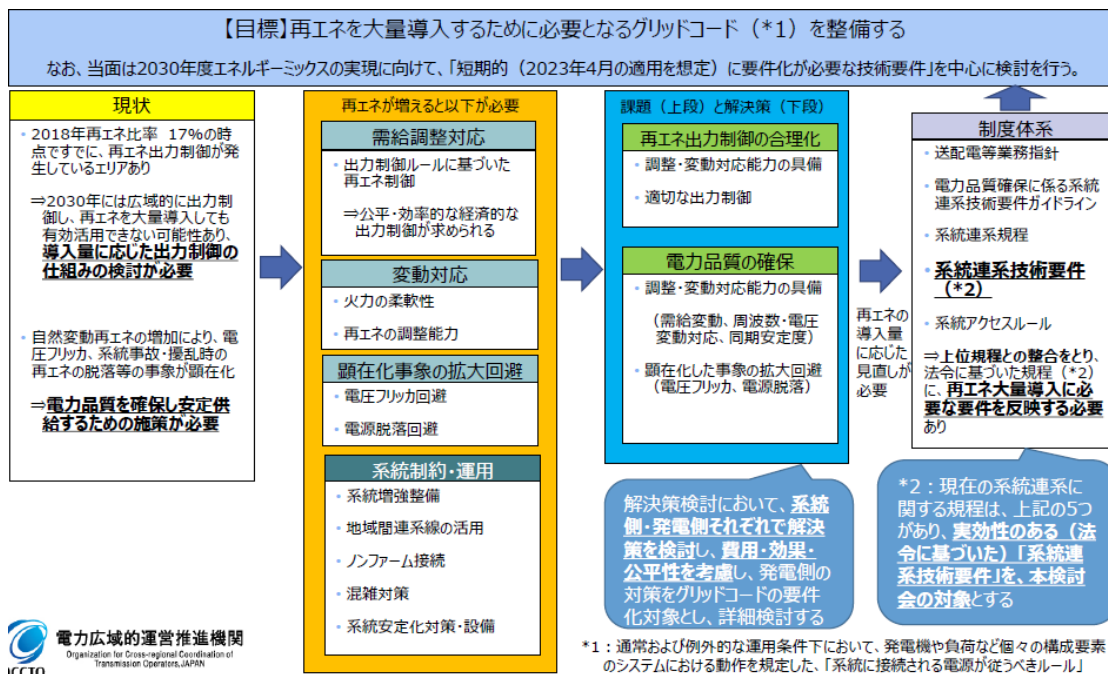 【目標】再エネを大量導入するために必要となるグリッドコード（*1）を整備する
なお、当面は2030年度エネルギーミックスの実現に向けて、「短期的（2023年4月の適用を想定）に要件化が必要な技術要件」を中心に検討を行う。
現状
・2018年再エネ比率 17%の時
点ですでに、再エネ出力制御が発
生しているエリアあり
⇒2030年には広域的に出力制
御し、再エネを大量導入しても
有効活用できない可能性あり、
導入量に応じた出力制御の
仕組みの検討が必要
・自然変動再エネの増加により、電
圧フリッカ、系統事故・擾乱時の
再エネの脱落等の事象が顕在化
⇒電力品質を確保し安定供
給するための施策が必要
再エネが増えると以下が必要
需給調整対応
・出力制御ルールに基づいた
再エネ制御
⇒公平・効率的な経済的な
出力制御が求められる
変動対応
・火力の柔軟性
・再エネの調整能力
顕在化事象の拡大回避
・電圧フリッカ回避
・電源脱落回避
系統制約・運用
・系統増強整備
・地域間連系線の活用
・ノンファーム接続
・混雑対策
・系統安定化対策・設備
課題（上段）と解決策（下段）
再エネ出力制御の合理化
・調整・変動対応能力の具備
・適切な出力制御
電力品質の確保
・調整・変動対応能力の具備
（需給変動、周波数・電圧
変動対応、同期安定度）
・顕在化した事象の拡大回避
（電圧フリッカ、電源脱落）
解決策検討において、系統
側・発電側それぞれで解決
策を検討し、費用・効果・
公平性を考慮し、発電側の
対策をグリッドコードの要件
化対象とし、詳細検討する
再エネの
導入量
に応じた
見直しが
必要
制度体系
・送配電等業務指針
・電力品質確保に係る系統
連系技術要件ガイドライン
・系統連系規程
・系統連系技術要件
（*2）
・系統アクセスルール
⇒上位規程との整合をとり、
法令に基づいた規程（*2）
に、再エネ大量導入に必
要な要件を反映する必要
あり
*2：現在の系統連系に
関する規程は、上記の5つ
があり、実効性のある（法
令に基づいた）「系統連
系技術要件」を、本検討
会の対象とする
電力広域的運営推進機関
Organization for Cross-regional Coordination of
Transmission Operators, JAPAN
OCCTO
*1：通常および例外的な運用条件下において、発電機や負荷など個々の構成要素
のシステムにおける動作を規定した、「系統に接続される電源が従うべきルール」